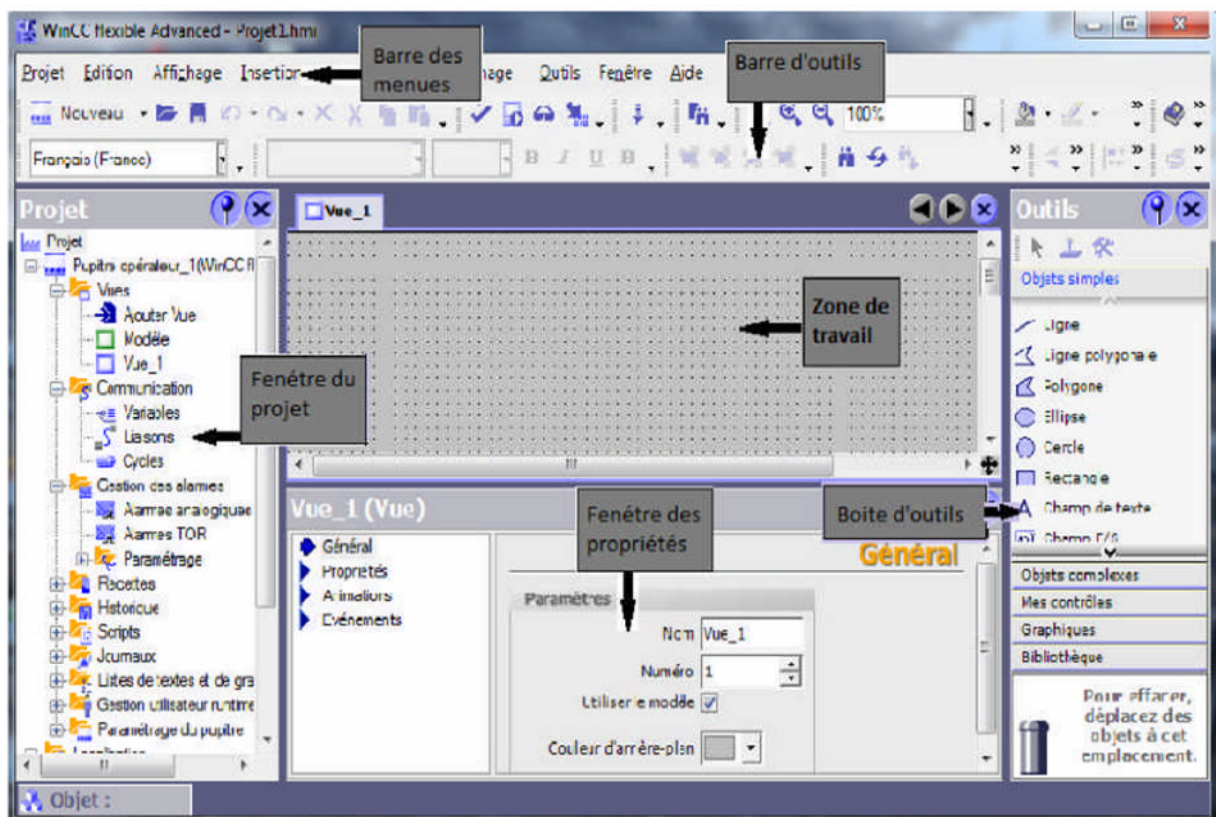 WinCC flexible Advanced - Projet1.hmi
Projet Edition Affichage Insertion nage Outils Fenêtre Aide
Barre des
menues
Barre d'outils
Nouveau 100%
Français (France) B I U B
Projet
Projet
Pupitre opérateur_1(WinCC fl
Vues
Ajouter Vue
Modèle
Vue_1
Communication
Variables
Liaisons
Cycles
Gestion des alarmes
Alarmes analogiques
Alarmes TOR
Paramétrage
Recettes
Historique
Scripts
Journaux
Listes de textes et de gra
Gestion utilisateur runtime
Paramétrage du pupitre
Fenétre du
projet
Vue_1
Zone de
travail
Vue_1 (Vue)
Général
Propriétés
Animations
Evénements
Fenétre des
propriétés
Général
Paramètres
Nom Vue_1
Numéro 1
Utiliser le modèle
Couleur d'arrière-plan
Boite d'outils
Outils
Objets simples
Ligne
Ligne polygonale
Polygone
Ellipse
Cercle
Rectangle
A Champ de texte
Champ E/S
Objets complexes
Mes contrôles
Graphiques
Bibliothèque
Pour effacer,
déplacez des
objets à cet
emplacement.
Objet :